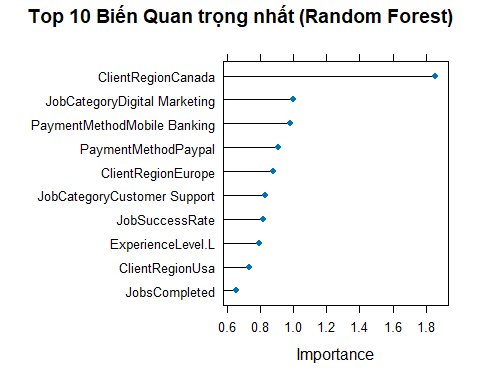 Top 10 Biến Quan trọng nhất (Random Forest)
ClientRegionCanada
JobCategoryDigital Marketing
PaymentMethodMobile Banking
PaymentMethodPaypal
ClientRegionEurope
JobCategoryCustomer Support
JobSuccessRate
ExperienceLevel.L
ClientRegionUsa
JobsCompleted
0.6 0.8 1.0 1.2 1.4 1.6 1.8
Importance